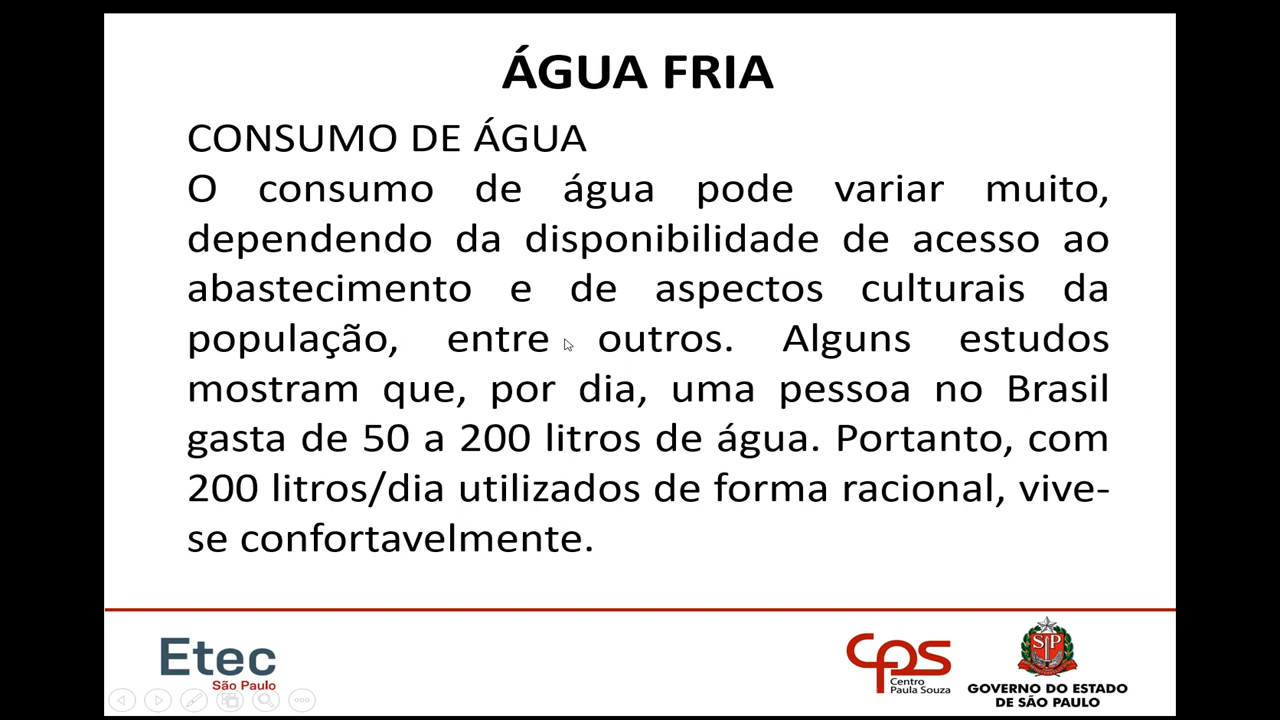 ÁGUA FRIA
CONSUMO DE ÁGUA
O consumo de água pode variar muito,
dependendo da disponibilidade de acesso ao
abastecimento e de aspectos culturais da
população, entre outros. Alguns estudos
mostram que, por dia, uma pessoa no Brasil
gasta de 50 a 200 litros de água. Portanto, com
200 litros/dia utilizados de forma racional, vive-
se confortavelmente.
Etec
São Paulo
CPS
Centro
Paula Souza
SP
GOVERNO DO ESTADO
DE SÃO PAULO